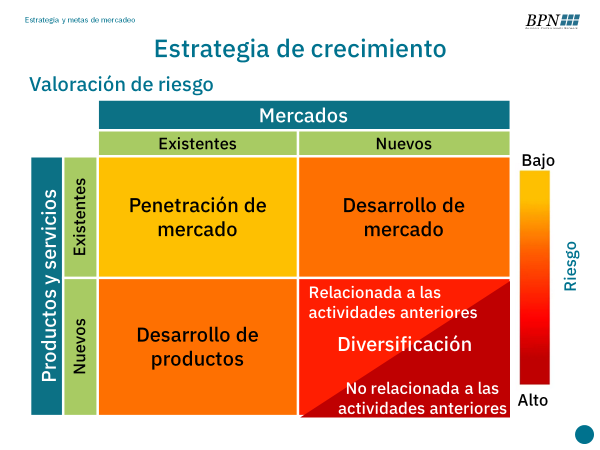 Estrategia y metas de mercadeo
BPN
Estrategia de crecimiento
Valoración de riesgo
Mercados
Existentes
Nuevos
Productos y servicios
Existentes
Nuevos
Penetración de
mercado
Desarrollo de
mercado
Desarrollo de
productos
Relacionada a las
actividades anteriores
Diversificación
No relacionada a las
actividades anteriores
Bajo
Riesgo
Alto